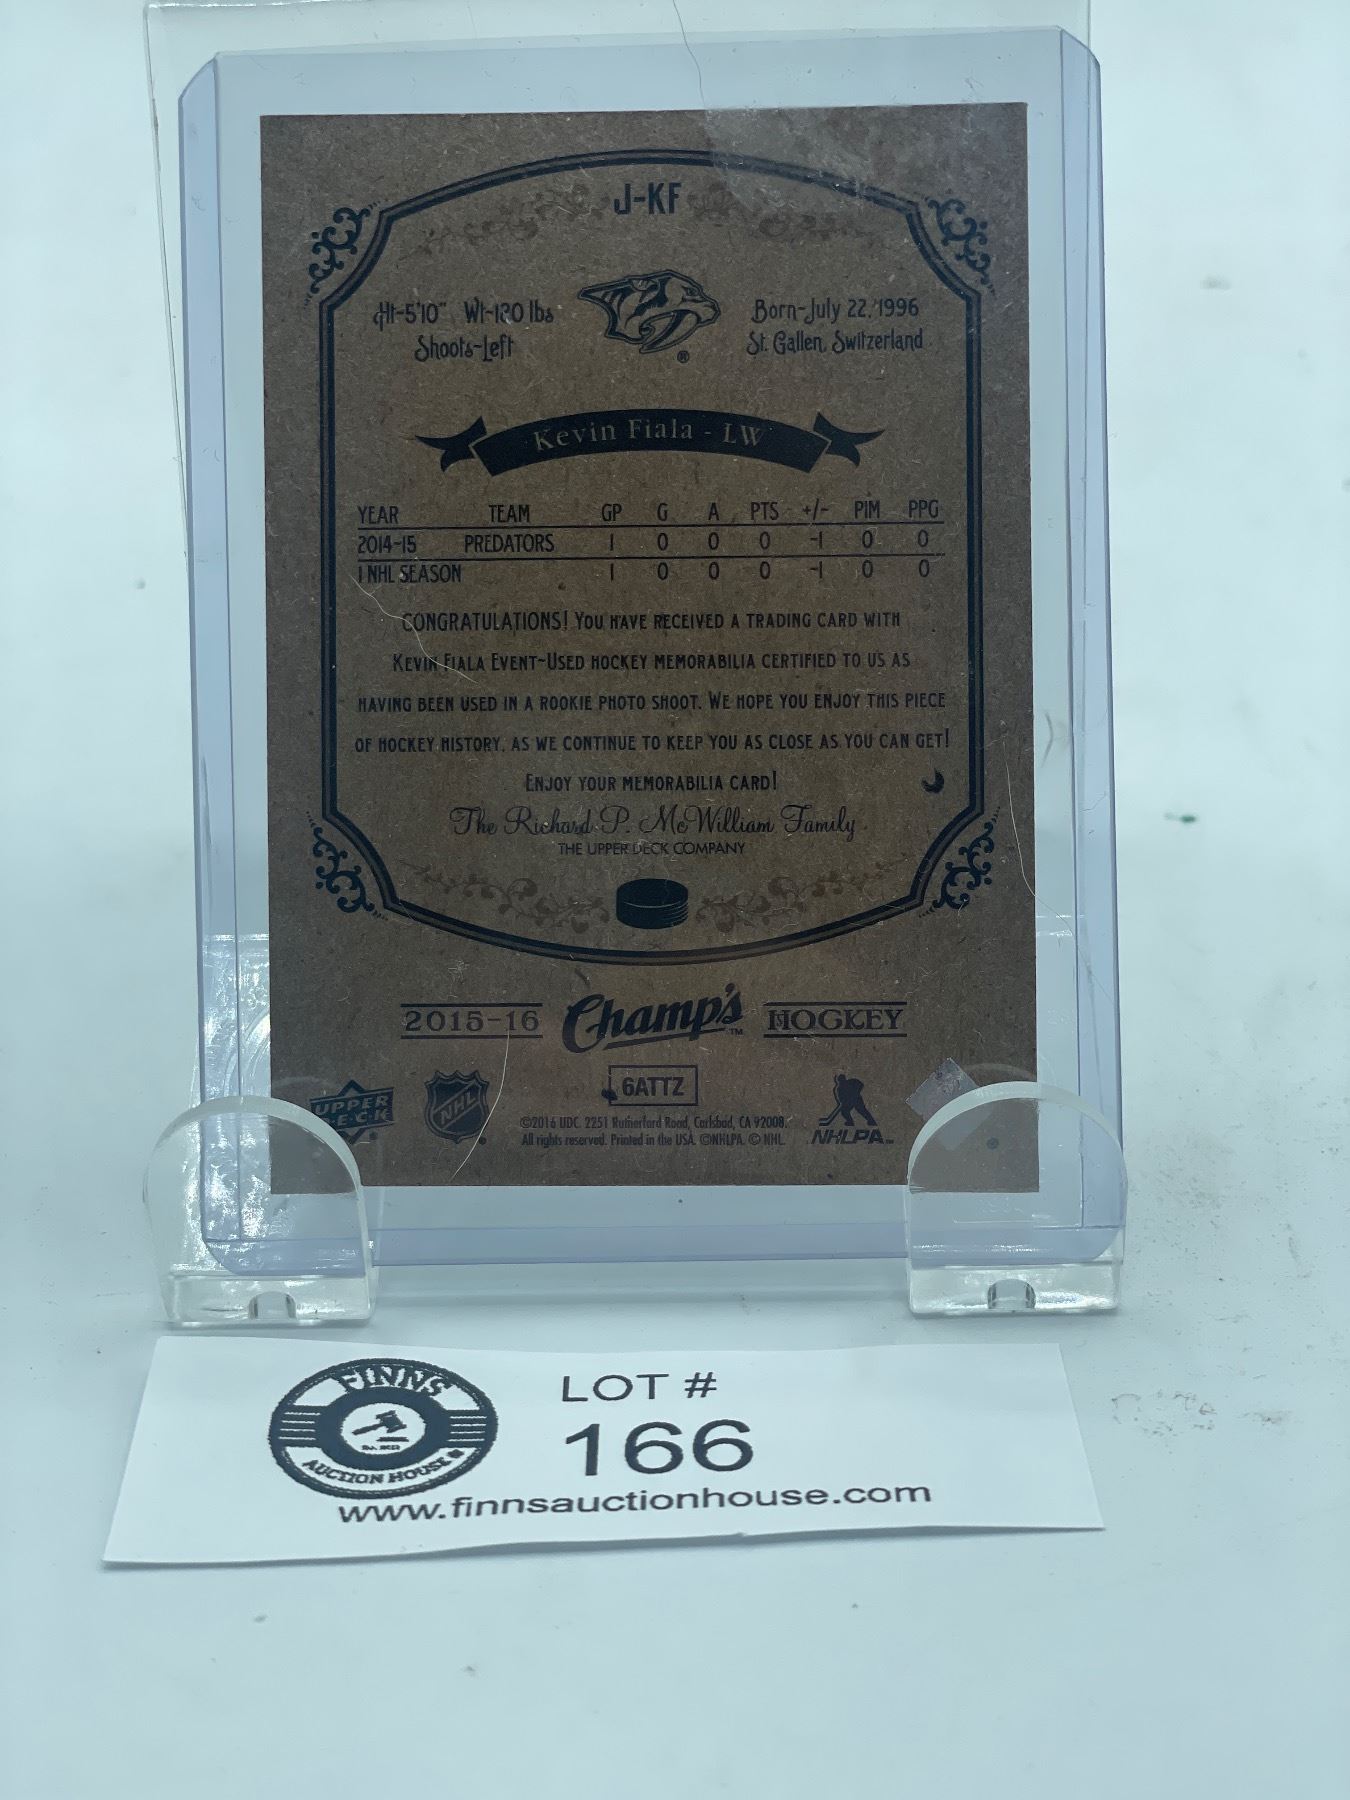 J-KF
Ht-5'10" Wt-180 lbs
Shoots-Left
Born-July 22, 1996
St. Gallen, Switzerland
®
Kevin Fiala - LW
YEAR TEAM GP G A PTS +/- PIM PPG
2014-15 PREDATORS 1 0 0 0 -1 0 0
1 NHL SEASON 1 0 0 0 -1 0 0
CONGRATULATIONS! YOU HAVE RECEIVED A TRADING CARD WITH
KEVIN FIALA EVENT-USED HOCKEY MEMORABILIA CERTIFIED TO US AS
HAVING BEEN USED IN A ROOKIE PHOTO SHOOT. WE HOPE YOU ENJOY THIS PIECE
OF HOCKEY HISTORY, AS WE CONTINUE TO KEEP YOU AS CLOSE AS YOU CAN GET!
ENJOY YOUR MEMORABILIA CARD!
The Richard P. McWilliam Family
THE UPPER DECK COMPANY
2015-16 Champ's™ HOCKEY
UPPER DECK
NHL
6ATTZ
©2016 UDC. 2251 Rutherford Road, Carlsbad, CA 92008.
All rights reserved. Printed in the USA. ©NHLPA. © NHL.
NHLPA™
FINNS
AUCTION HOUSE
LOT #
166
www.finnsauctionhouse.com